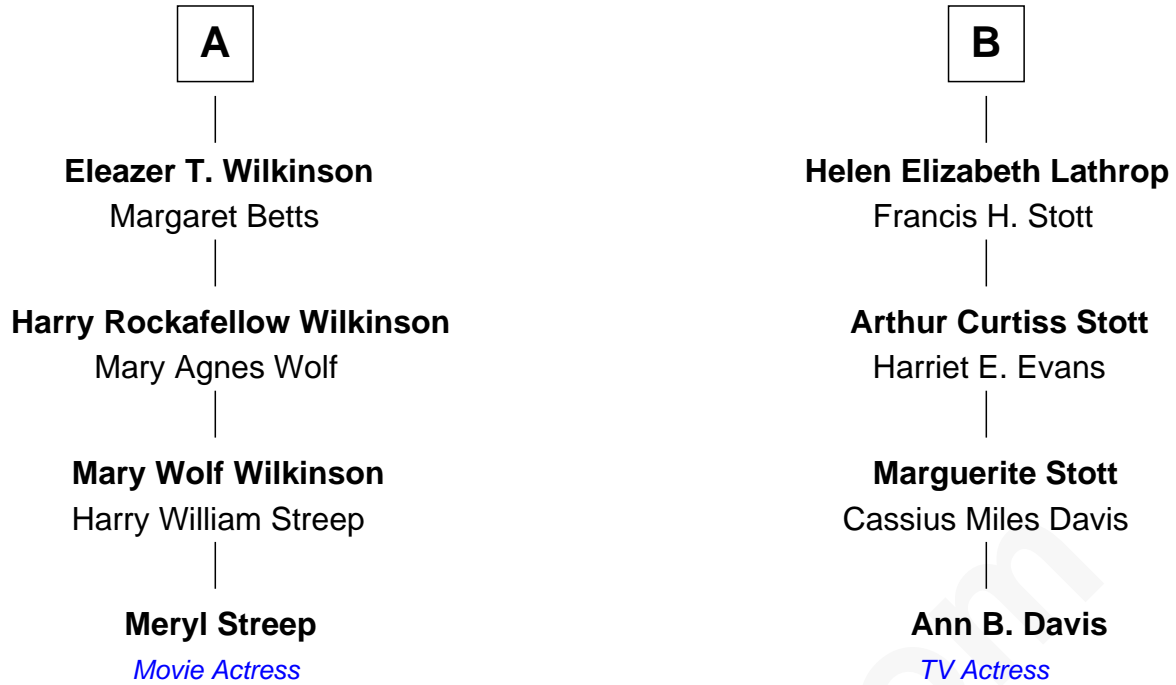 A
Eleazer T. Wilkinson
Margaret Betts
Harry Rockafellow Wilkinson
Mary Agnes Wolf
Mary Wolf Wilkinson
Harry William Streep
Meryl Streep
Movie Actress
B
Helen Elizabeth Lathrop
Francis H. Stott
Arthur Curtiss Stott
Harriet E. Evans
Marguerite Stott
Cassius Miles Davis
Ann B. Davis
TV Actress